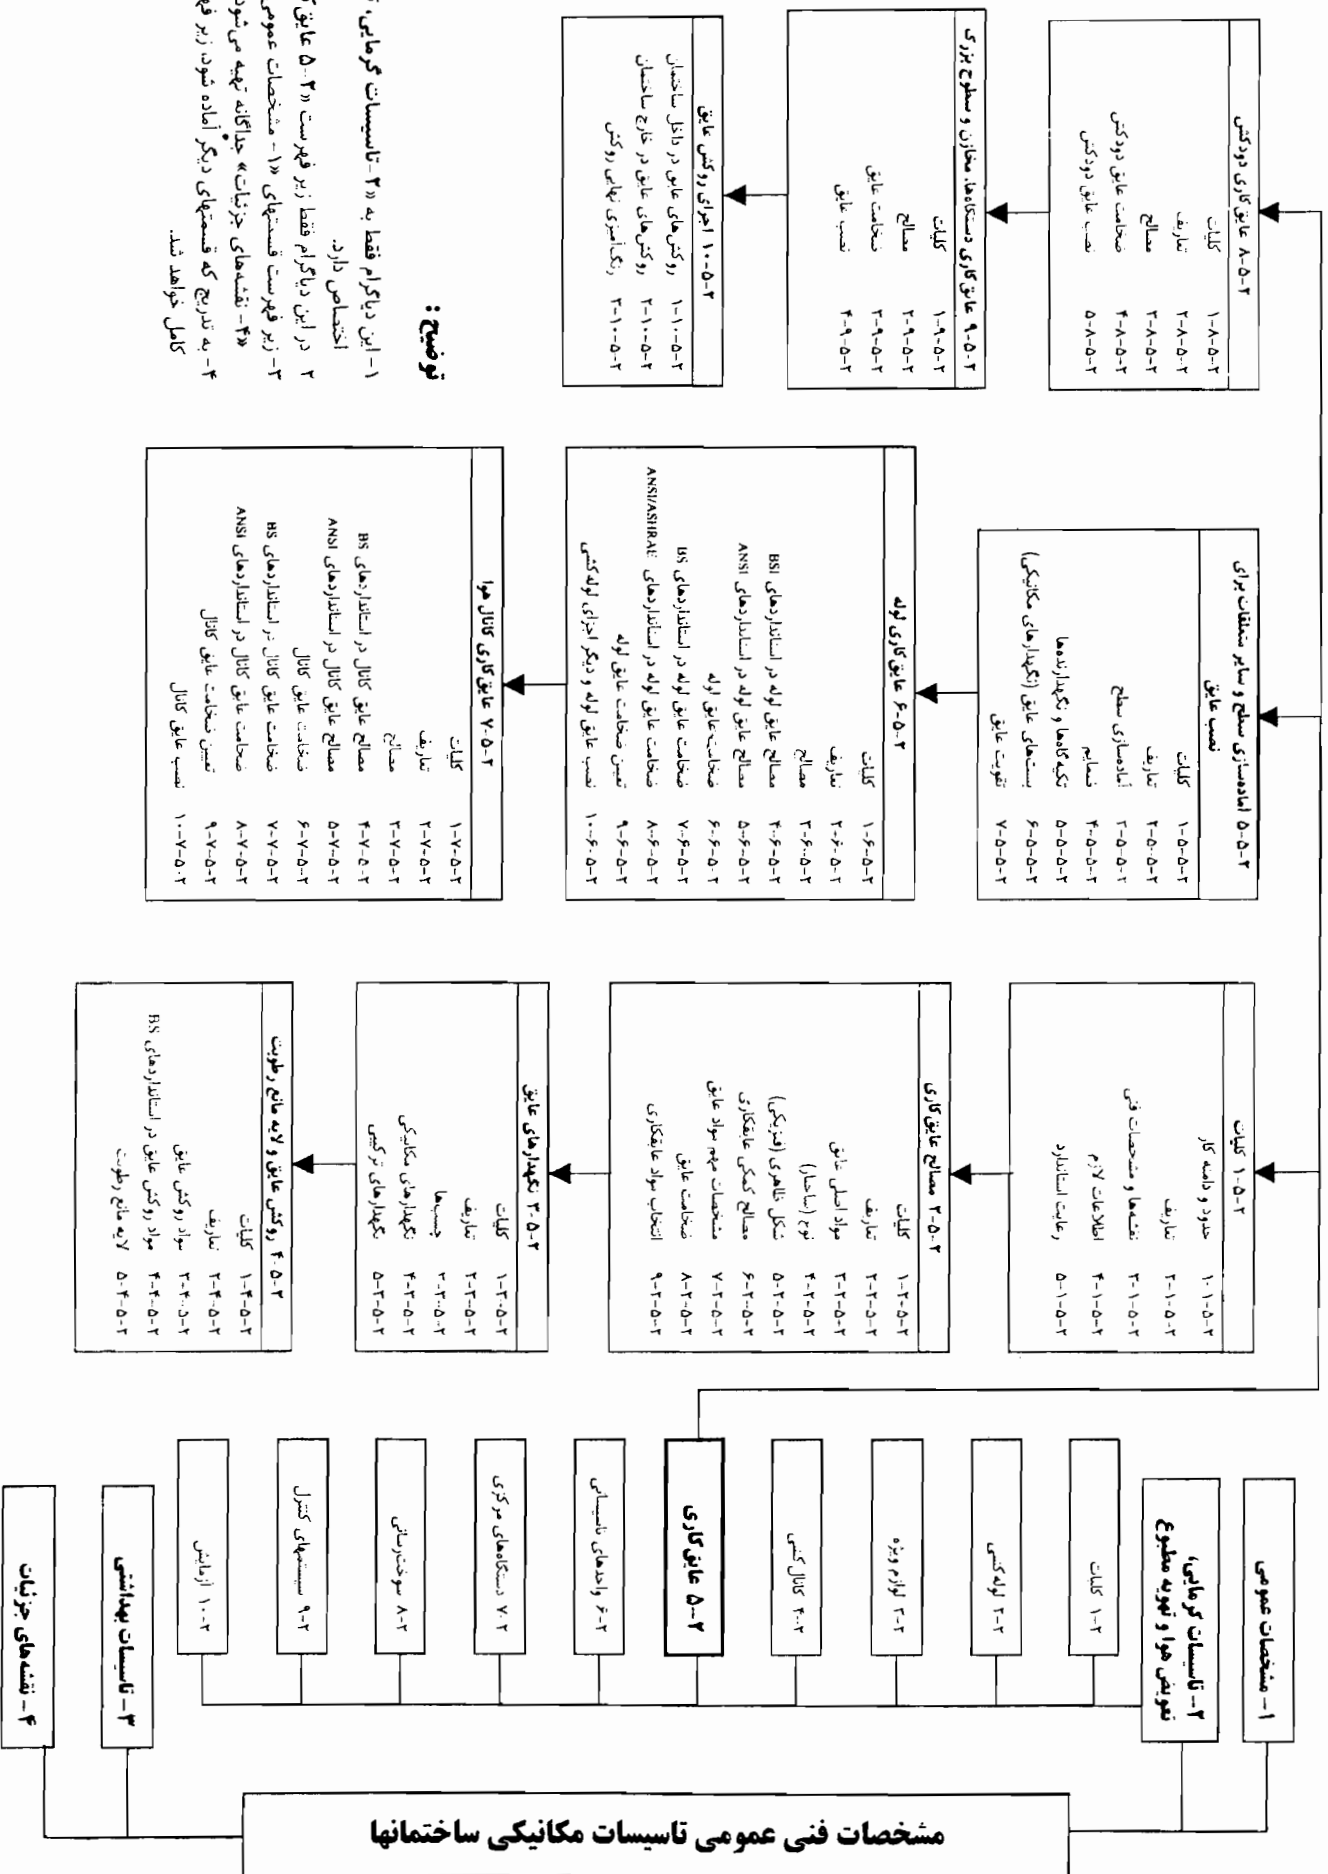 مشخصات فنی عمومی تاسیسات مکانیکی ساختمانها
۱- مشخصات عمومی
۲- تاسیسات گرمایی،
تعویض هوا و تهویه مطبوع
۳- تاسیسات بهداشتی
۴- نقشه‌های جزئیات
۲-۱ کلیات
۲-۲ لوله‌کشی
۲-۳ لوازم ویژه
۲-۴ کانال‌کشی
۲-۵ عایق‌کاری
۲-۶ واحدهای تاسیساتی
۲-۷ دستگاه‌های مرکزی
۲-۸ سوخت‌رسانی
۲-۹ سیستمهای کنترل
۲-۱۰ آزمایش
۲-۵-۱ کلیات
۲-۵-۱-۱ حدود و دامنه کار
۲-۵-۱-۲ تعاریف
۲-۵-۱-۳ نقشه‌ها و مشخصات فنی
۲-۵-۱-۴ اطلاعات لازم
۲-۵-۱-۵ رعایت استاندارد
۲-۵-۲ مصالح عایق‌کاری
۲-۵-۲-۱ کلیات
۲-۵-۲-۲ تعاریف
۲-۵-۲-۳ مواد اصلی عایق
۲-۵-۲-۴ نوع (ساختار)
۲-۵-۲-۵ شکل ظاهری (فیزیکی)
۲-۵-۲-۶ مصالح کمکی عایقکاری
۲-۵-۲-۷ مشخصات مهم مواد عایق
۲-۵-۲-۸ ضخامت عایق
۲-۵-۲-۹ انتخاب مواد عایقکاری
۲-۵-۳ نگهدارهای عایق
۲-۵-۳-۱ کلیات
۲-۵-۳-۲ تعاریف
۲-۵-۳-۳ چسب‌ها
۲-۵-۳-۴ نگهدارهای مکانیکی
۲-۵-۳-۵ نگهدارهای ترکیبی
۲-۵-۴ روکش عایق و لایه مانع رطوبت
۲-۵-۴-۱ کلیات
۲-۵-۴-۲ تعاریف
۲-۵-۴-۳ مواد روکش عایق
۲-۵-۴-۴ مواد روکش عایق در استانداردهای BS
۲-۵-۴-۵ لایه مانع رطوبت
۲-۵-۵ آماده‌سازی سطح و سایر متعلقات برای
نصب عایق
۲-۵-۵-۱ کلیات
۲-۵-۵-۲ تعاریف
۲-۵-۵-۳ آماده‌سازی سطح
۲-۵-۵-۴ ضمایم
۲-۵-۵-۵ تکیه‌گاه‌ها و نگهدارنده‌ها
۲-۵-۵-۶ بست‌های عایق (نگهدارهای مکانیکی)
۲-۵-۵-۷ تقویت عایق
۲-۵-۶ عایق‌کاری لوله
۲-۵-۶-۱ کلیات
۲-۵-۶-۲ تعاریف
۲-۵-۶-۳ مصالح
۲-۵-۶-۴ مصالح عایق لوله در استانداردهای BSI
۲-۵-۶-۵ مصالح عایق لوله در استانداردهای ANSI
۲-۵-۶-۶ ضخامت عایق لوله
۲-۵-۶-۷ ضخامت عایق لوله در استانداردهای BS
۲-۵-۶-۸ ضخامت عایق لوله در استانداردهای ANSI/ASHRAE
۲-۵-۶-۹ تعیین ضخامت عایق لوله
۲-۵-۶-۱۰ نصب عایق لوله و دیگر اجزای لوله‌کشی
۲-۵-۷ عایق‌کاری کانال هوا
۲-۵-۷-۱ کلیات
۲-۵-۷-۲ تعاریف
۲-۵-۷-۳ مصالح
۲-۵-۷-۴ مصالح عایق کانال در استانداردهای BS
۲-۵-۷-۵ مصالح عایق کانال در استانداردهای ANSI
۲-۵-۷-۶ ضخامت عایق کانال
۲-۵-۷-۷ ضخامت عایق کانال در استانداردهای BS
۲-۵-۷-۸ ضخامت عایق کانال در استانداردهای ANSI
۲-۵-۷-۹ تعیین ضخامت عایق کانال
۲-۵-۷-۱۰ نصب عایق کانال
۲-۵-۸ عایق‌کاری دودکش
۲-۵-۸-۱ کلیات
۲-۵-۸-۲ تعاریف
۲-۵-۸-۳ مصالح
۲-۵-۸-۴ ضخامت عایق دودکش
۲-۵-۸-۵ نصب عایق دودکش
۲-۵-۹ عایق‌کاری دستگاه‌ها، مخازن و سطوح بزرگ
۲-۵-۹-۱ کلیات
۲-۵-۹-۲ مصالح
۲-۵-۹-۳ ضخامت عایق
۲-۵-۹-۴ نصب عایق
۲-۵-۱۰ اجرای روکش عایق
۲-۵-۱۰-۱ روکش‌های عایق در داخل ساختمان
۲-۵-۱۰-۲ روکش‌های عایق در خارج ساختمان
۲-۵-۱۰-۳ رنگ‌آمیزی نهایی روکش
توضیح :
۱- این دیاگرام فقط به «۲- تاسیسات گرمایی،
اختصاص دارد.
۲ در این دیاگرام فقط زیر فهرست «۲-۵ عایق
۳- زیر فهرست قسمتهای «۱- مشخصات عمومی
«۴- نقشه‌های جزئیات» جداگانه تهیه می‌شود
۴- به تدریج که قسمتهای دیگر آماده شود، زیر
کامل خواهد شد.